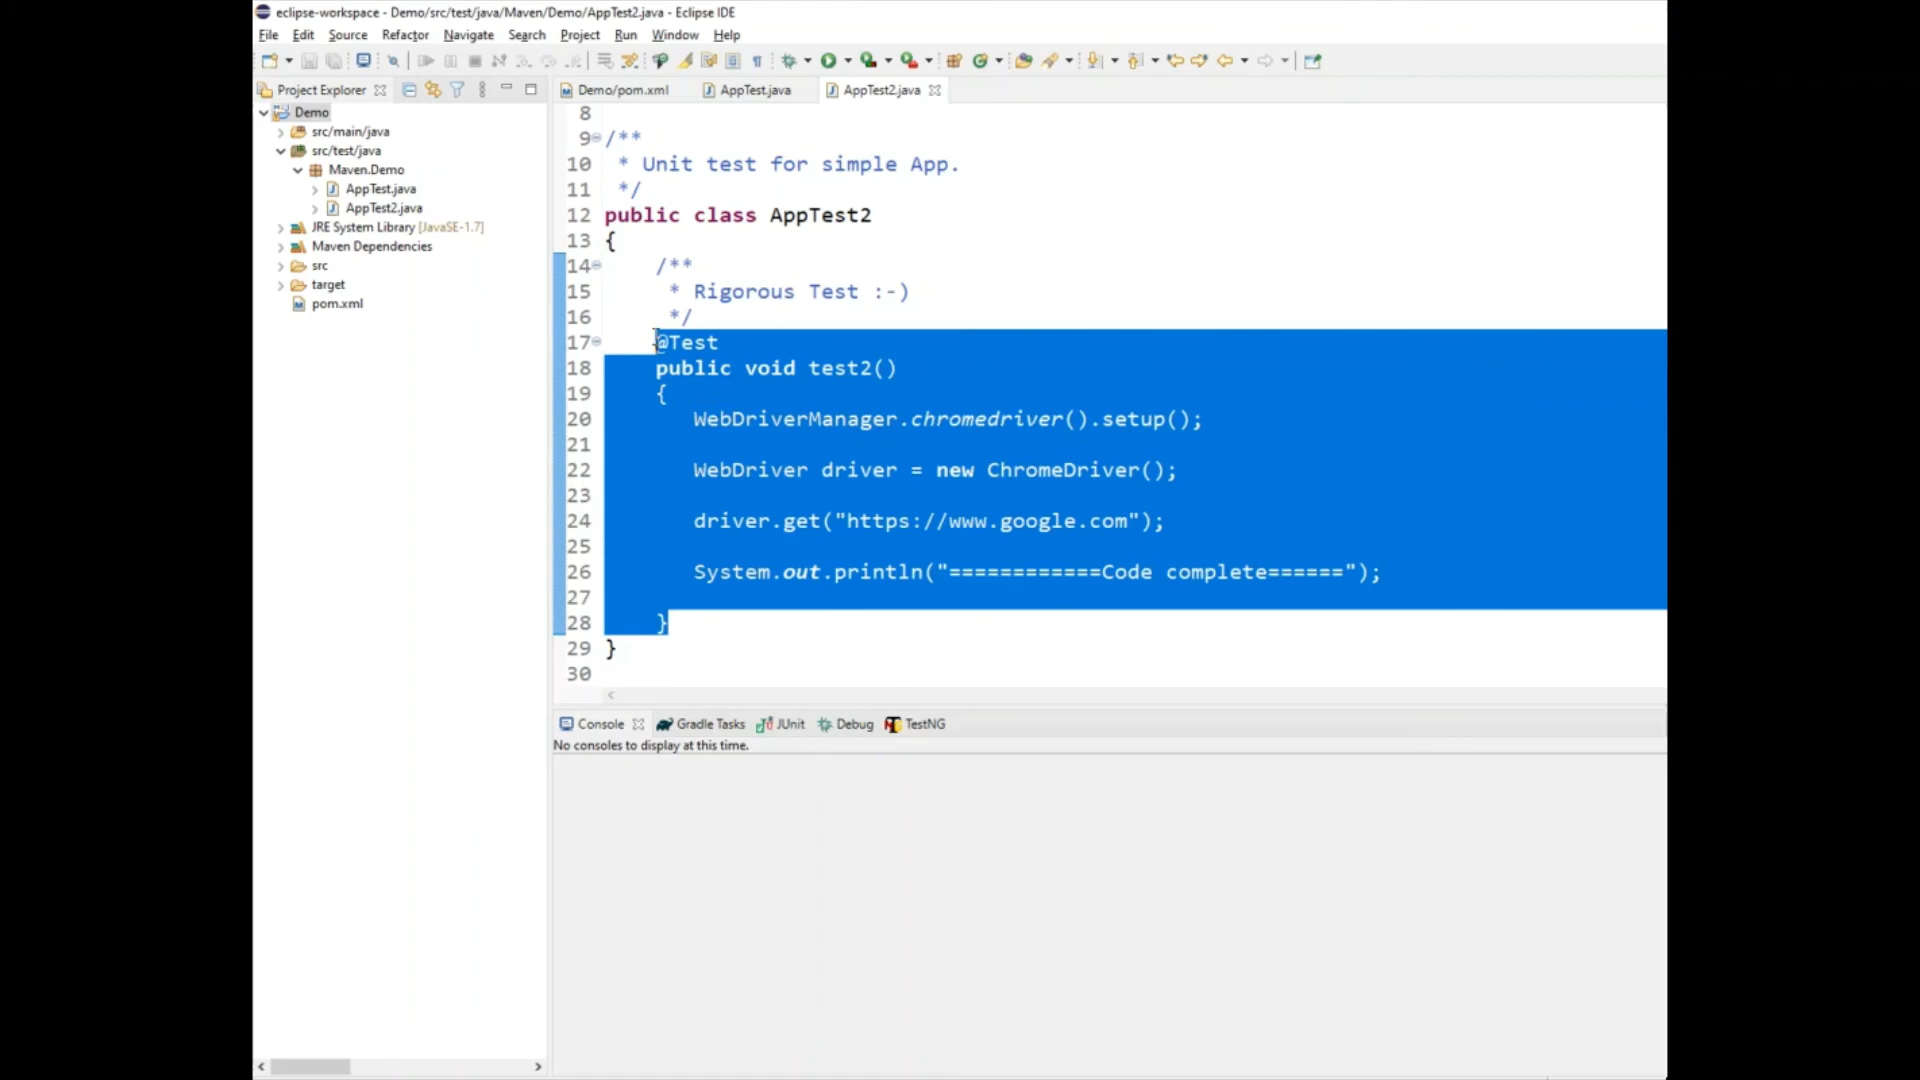 eclipse-workspace - Demo/src/test/java/Maven/Demo/AppTest2.java - Eclipse IDE
File Edit Source Refactor Navigate Search Project Run Window Help
Project Explorer
Demo
src/main/java
src/test/java
Maven.Demo
AppTest.java
AppTest2.java
JRE System Library [JavaSE-1.7]
Maven Dependencies
src
target
pom.xml
Demo/pom.xml AppTest.java AppTest2.java
8
9 /**
10 * Unit test for simple App.
11 */
12 public class AppTest2
13 {
14 /**
15 * Rigorous Test :-)
16 */
17 @Test
18 public void test2()
19 {
20 WebDriverManager.chromedriver().setup();
21
22 WebDriver driver = new ChromeDriver();
23
24 driver.get("https://www.google.com");
25
26 System.out.println("============Code complete======");
27
28 }
29 }
30
Console Gradle Tasks JUnit Debug TestNG
No consoles to display at this time.